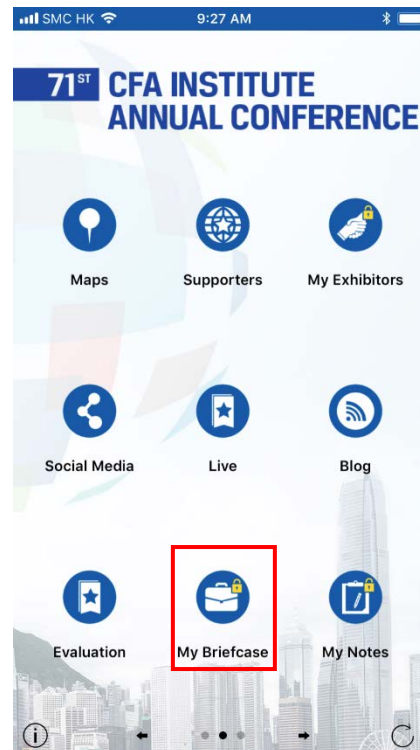 SMC HK 9:27 AM
71ST CFA INSTITUTE
ANNUAL CONFERENCE
Maps Supporters My Exhibitors
Social Media Live Blog
Evaluation My Briefcase My Notes